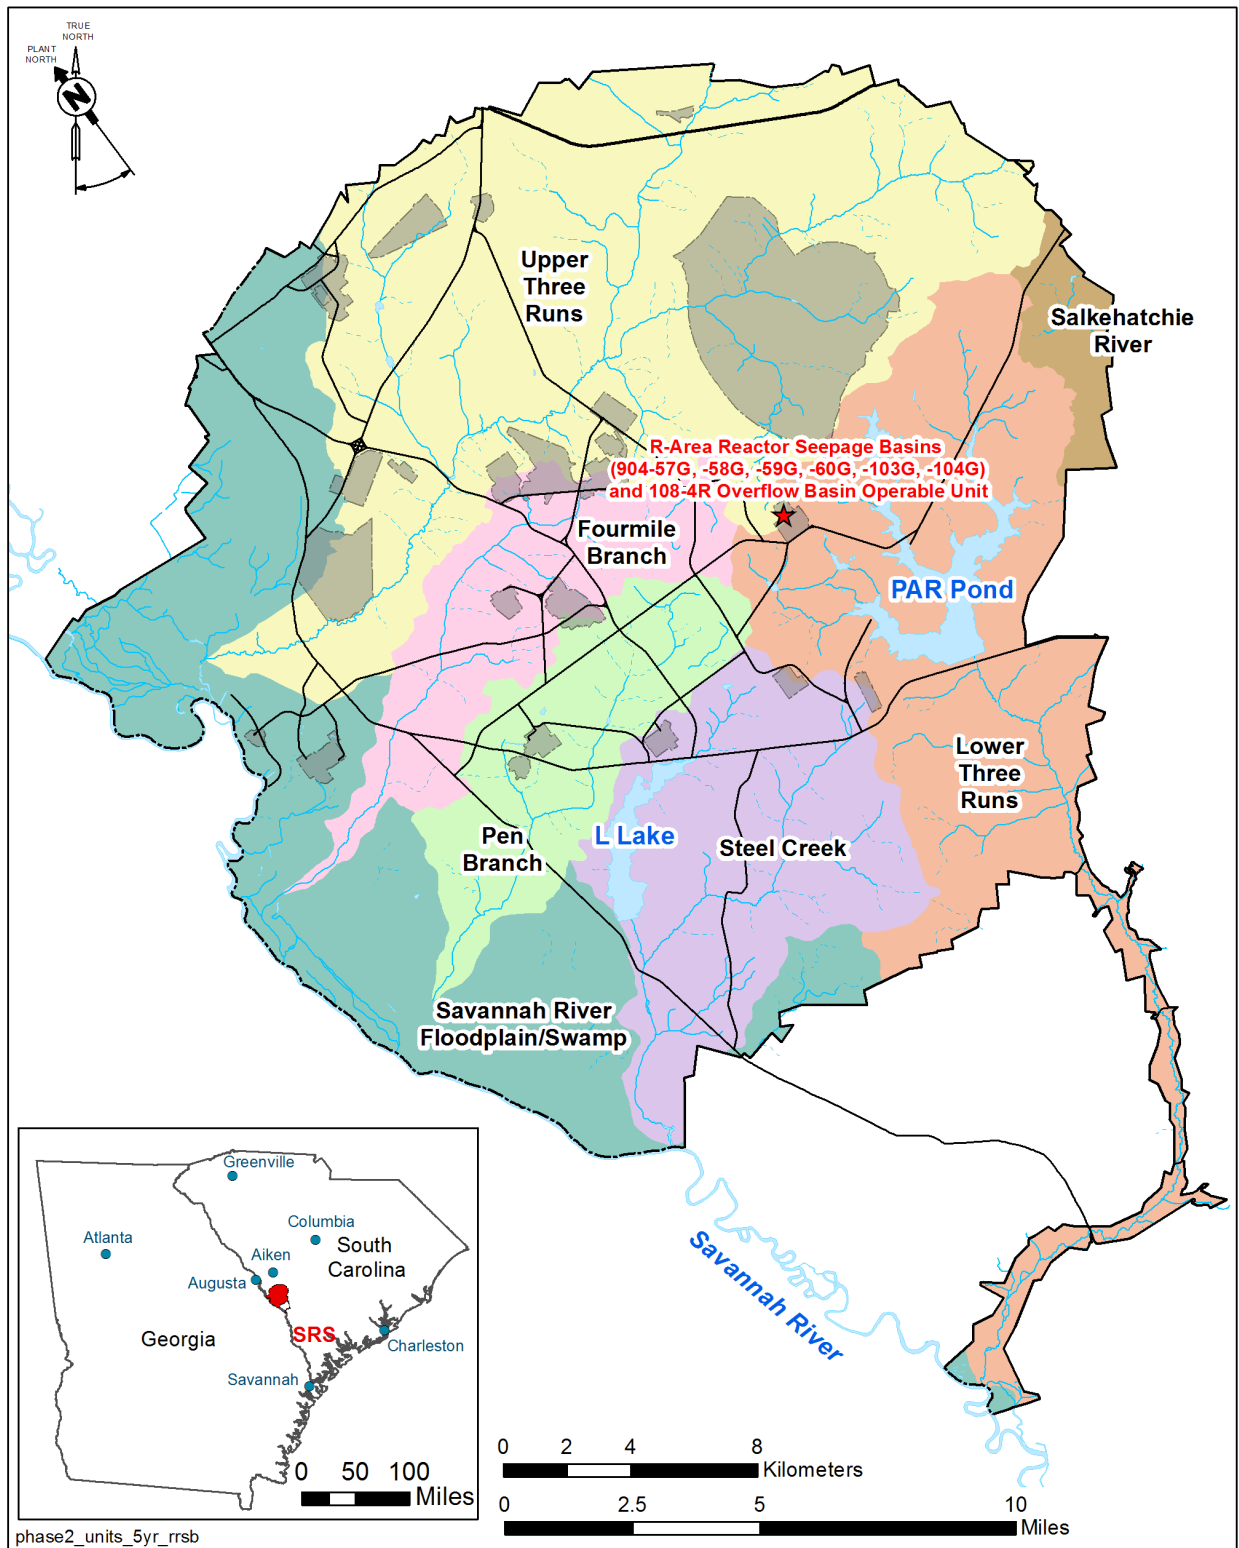 TRUE
NORTH
PLANT
NORTH
N
Upper
Three
Runs
Salkehatchie
River
R-Area Reactor Seepage Basins
(904-57G, -58G, -59G, -60G, -103G, -104G)
and 108-4R Overflow Basin Operable Unit
Fourmile
Branch
PAR Pond
Lower
Three
Runs
Pen
Branch
L Lake
Steel Creek
Savannah River
Floodplain/Swamp
Savannah River
Greenville
Columbia
Atlanta
South
Carolina
Aiken
Augusta
Georgia
SRS
Charleston
Savannah
0 50 100
Miles
0 2 4 8
Kilometers
0 2.5 5 10
Miles
phase2_units_5yr_rrsb